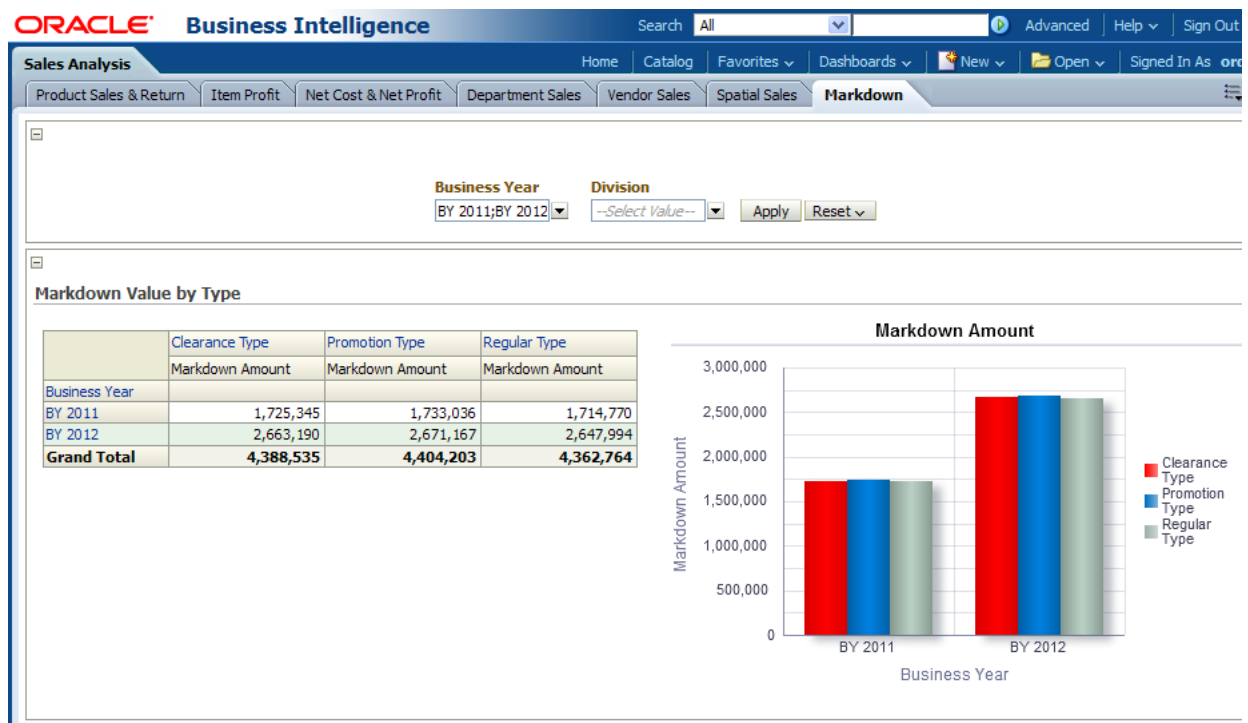 ORACLE Business Intelligence Search All Advanced Help Sign Out
Sales Analysis Home Catalog Favorites Dashboards New Open Signed In As
Product Sales & Return Item Profit Net Cost & Net Profit Department Sales Vendor Sales Spatial Sales Markdown
Business Year Division
BY 2011;BY 2012 --Select Value-- Apply Reset
Markdown Value by Type
Clearance Type Promotion Type Regular Type
Markdown Amount Markdown Amount Markdown Amount
Business Year
BY 2011 1,725,345 1,733,036 1,714,770
BY 2012 2,663,190 2,671,167 2,647,994
Grand Total 4,388,535 4,404,203 4,362,764
Markdown Amount
3,000,000
2,500,000
2,000,000
1,500,000
1,000,000
500,000
0
Markdown Amount
BY 2011 BY 2012
Business Year
Clearance
Type
Promotion
Type
Regular
Type